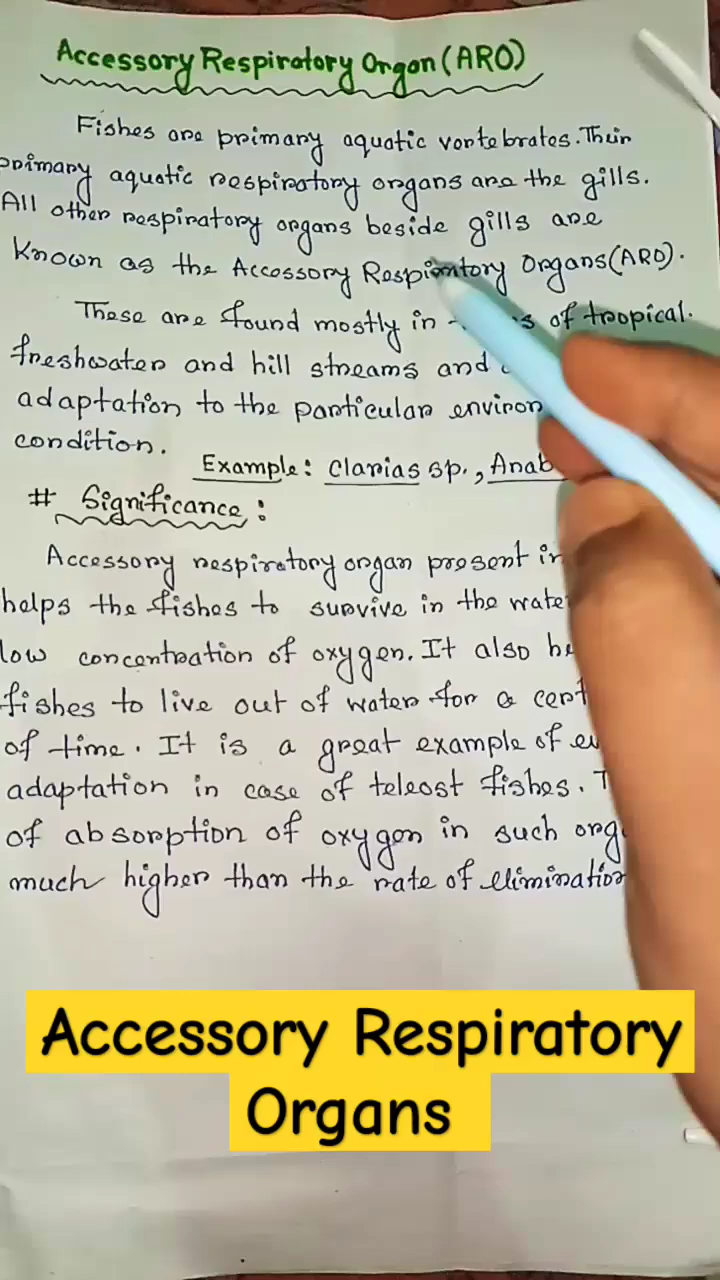 Accessory Respiratory Organ (ARO)
Fishes are primary aquatic vertebrates. Their
primary aquatic respiratory organs are the gills.
All other respiratory organs beside gills are
known as the Accessory Respiratory Organs (ARO).
These are found mostly in of tropical.
freshwater and hill streams and
adaptation to the particular environ
condition.
Example: Clarias sp., Anab
# Significance:
Accessory respiratory organ present in
helps the fishes to survive in the wate
low concentration of oxygen. It also he
fishes to live out of water for a cert
of time. It is a great example of ev
adaptation in case of teleost fishes. T
of absorption of oxygen in such org
much higher than the rate of elimination
Accessory Respiratory
Organs